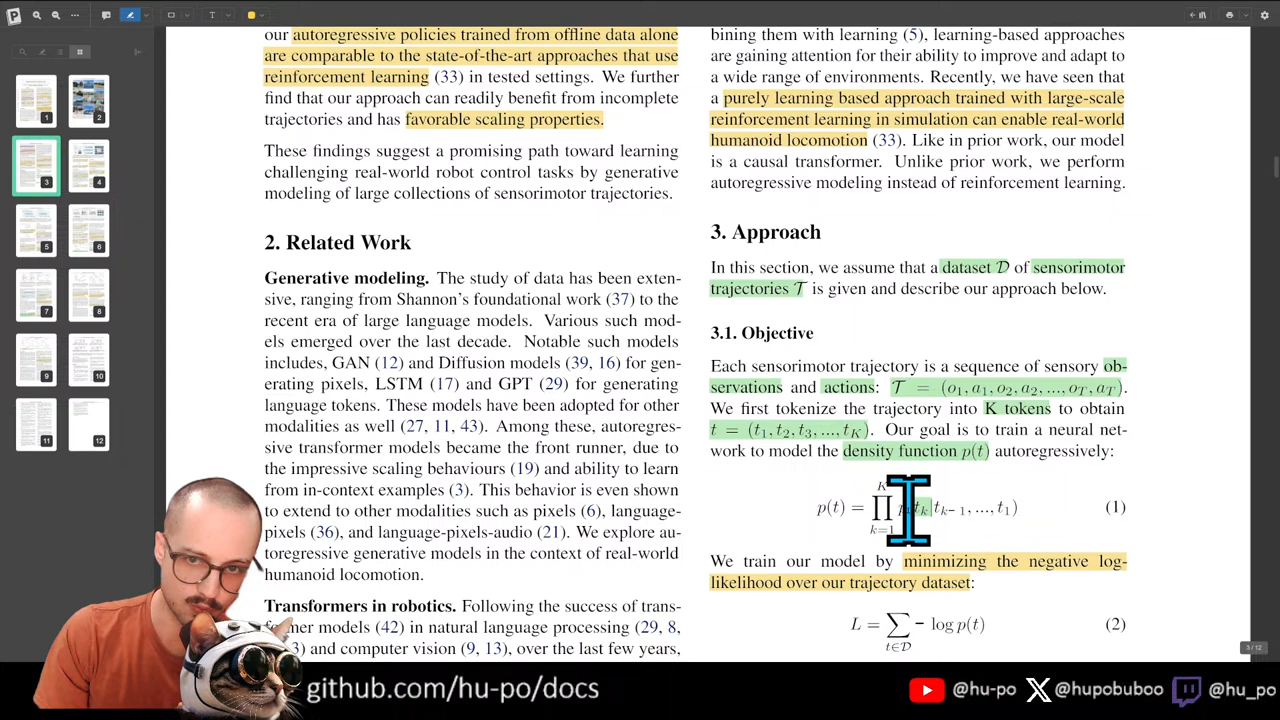 our autoregressive policies trained from offline data alone
are comparable to the state-of-the-art approaches that use
reinforcement learning (33) in tested settings. We further
find that our approach can readily benefit from incomplete
trajectories and has favorable scaling properties.
These findings suggest a promising path toward learning
challenging real-world robot control tasks by generative
modeling of large collections of sensorimotor trajectories.
2. Related Work
Generative modeling. The study of data has been exten-
sive, ranging from Shannon's foundational work (37) to the
recent era of large language models. Various such mod-
els emerged over the last decade. Notable such models
includes, GAN (12) and Diffusion models (39, 16) for gen-
erating pixels, LSTM (17) and GPT (29) for generating
language tokens. These models have been adopted for other
modalities as well (27, 11, 43). Among these, autoregres-
sive transformer models became the front runner, due to
the impressive scaling behaviours (19) and ability to learn
from in-context examples (3). This behavior is even shown
to extend to other modalities such as pixels (6), language-
pixels (36), and language-pixels-audio (21). We explore au-
toregressive generative models in the context of real-world
humanoid locomotion.
Transformers in robotics. Following the success of trans-
former models (42) in natural language processing (29, 8,
3) and computer vision (9, 13), over the last few years,
bining them with learning (5), learning-based approaches
are gaining attention for their ability to improve and adapt to
a wide range of environments. Recently, we have seen that
a purely learning based approach trained with large-scale
reinforcement learning in simulation can enable real-world
humanoid locomotion (33). Like in prior work, our model
is a causal transformer. Unlike prior work, we perform
autoregressive modeling instead of reinforcement learning.
3. Approach
In this section, we assume that a dataset D of sensorimotor
trajectories T is given and describe our approach below.
3.1. Objective
Each sensorimotor trajectory is a sequence of sensory ob-
servations and actions: T = (o1, a1, o2, a2, ..., oT, aT).
We first tokenize the trajectory into K tokens to obtain
t = (t1, t2, t3, ..., tK). Our goal is to train a neural net-
work to model the density function p(t) autoregressively:
p(t) = ∏ K k=1 p(tk|tk−1, ..., t1) (1)
We train our model by minimizing the negative log-
likelihood over our trajectory dataset:
L = ∑ t∈D − log p(t) (2)
1
2
3
4
5
6
7
8
9
10
11
12
3 / 12
github.com/hu-po/docs
@hu-po
@hupobuboo
@hu_po